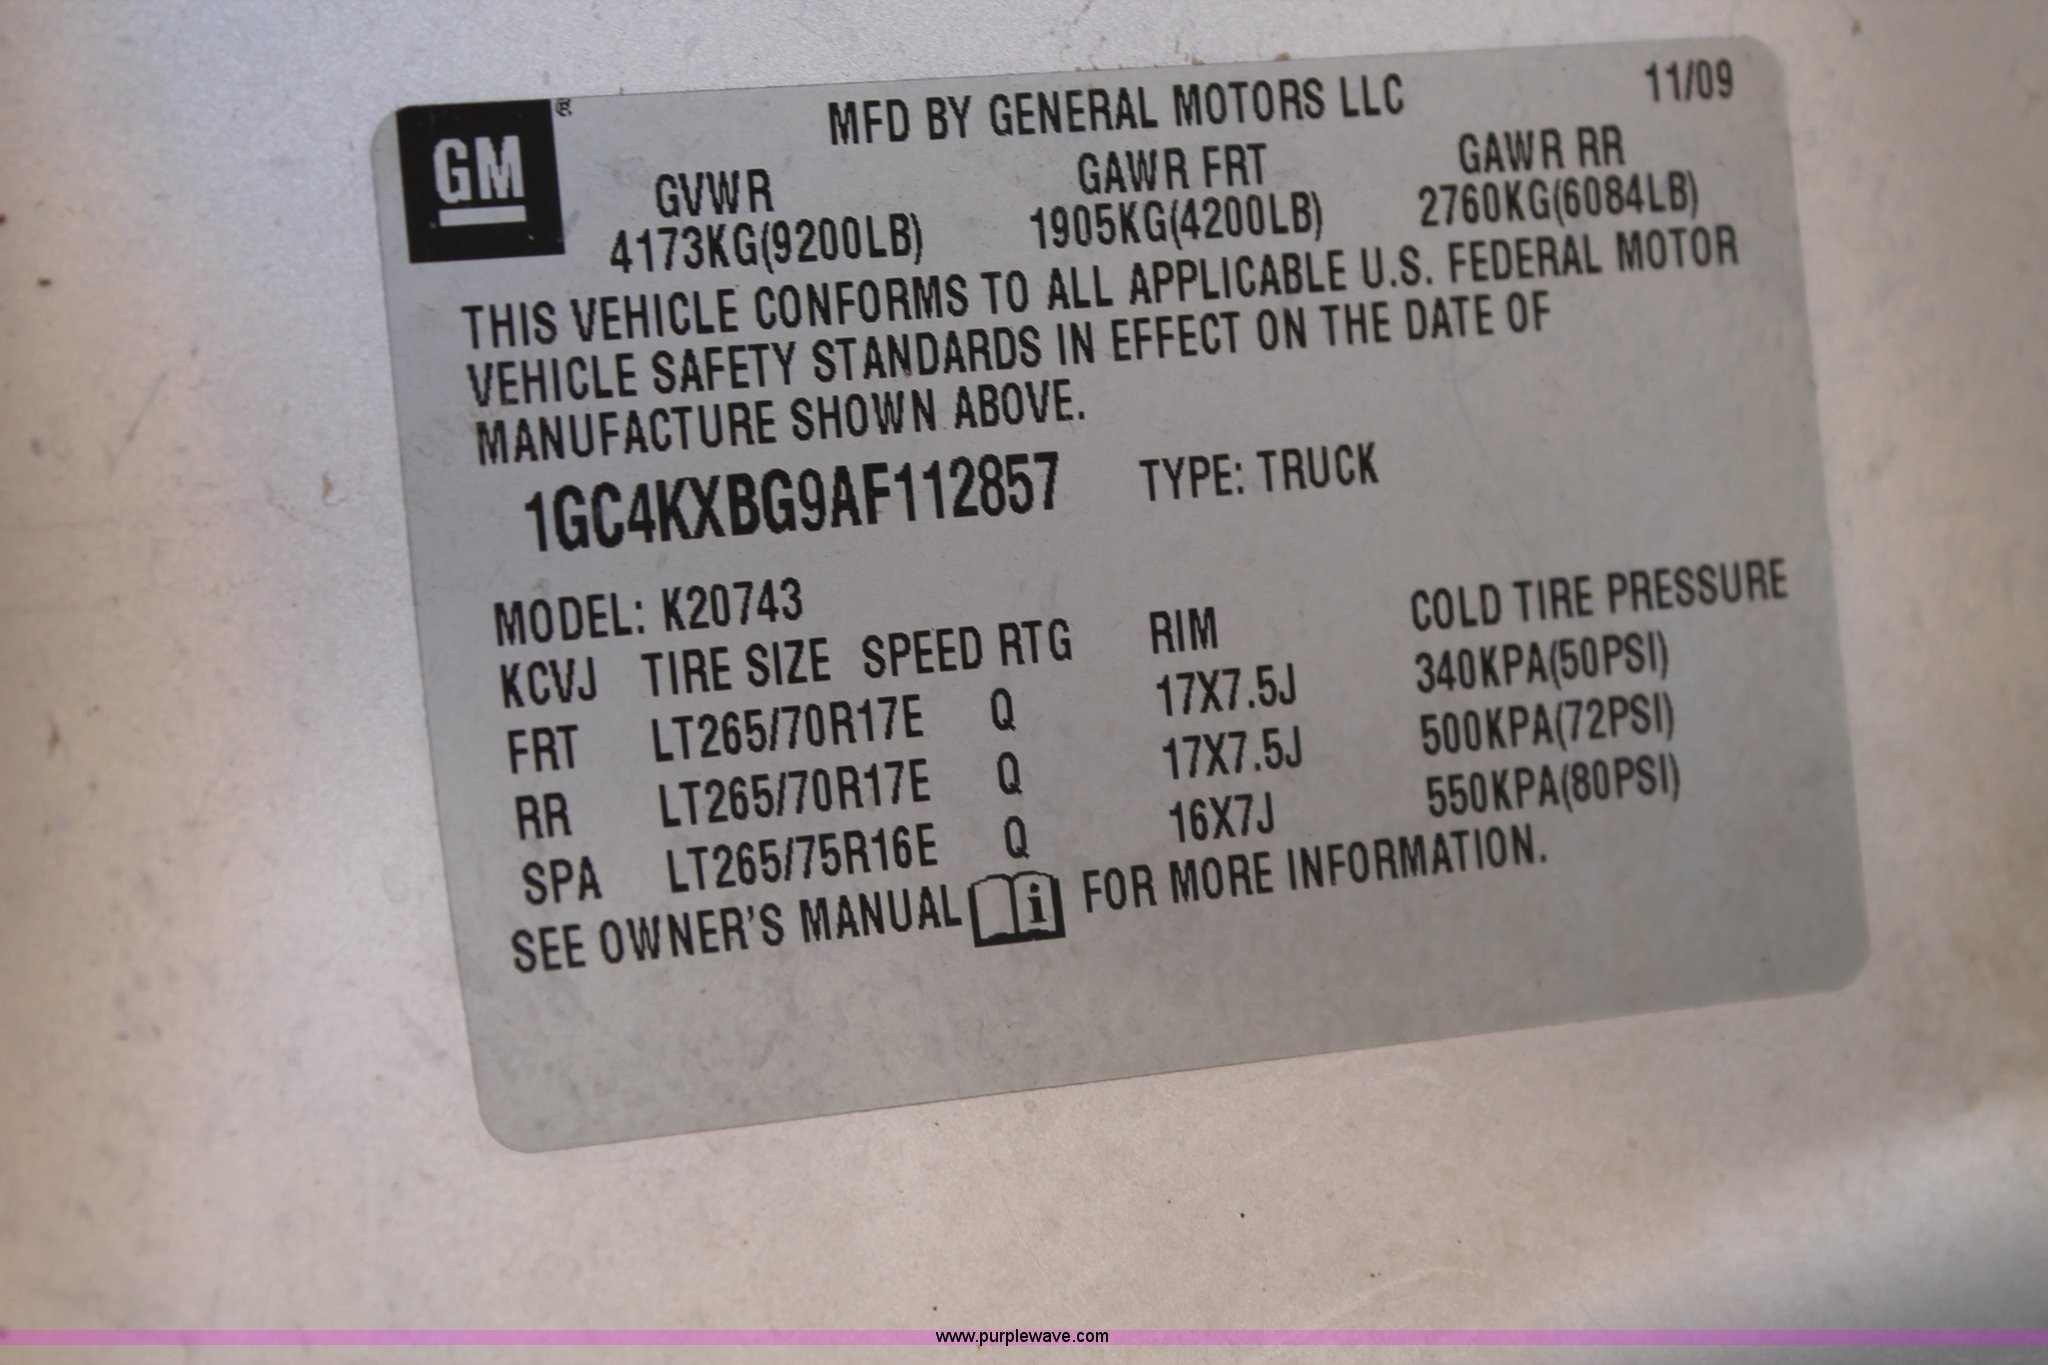 GM ® MFD BY GENERAL MOTORS LLC 11/09
GVWR GAWR FRT GAWR RR
4173KG(9200LB) 1905KG(4200LB) 2760KG(6084LB)
THIS VEHICLE CONFORMS TO ALL APPLICABLE U.S. FEDERAL MOTOR
VEHICLE SAFETY STANDARDS IN EFFECT ON THE DATE OF
MANUFACTURE SHOWN ABOVE.
1GC4KXBG9AF112857 TYPE: TRUCK
MODEL: K20743
KCVJ TIRE SIZE SPEED RTG RIM COLD TIRE PRESSURE
FRT LT265/70R17E Q 17X7.5J 340KPA(50PSI)
RR LT265/70R17E Q 17X7.5J 500KPA(72PSI)
SPA LT265/75R16E Q 16X7J 550KPA(80PSI)
SEE OWNER'S MANUAL i FOR MORE INFORMATION.
www.purplewave.com